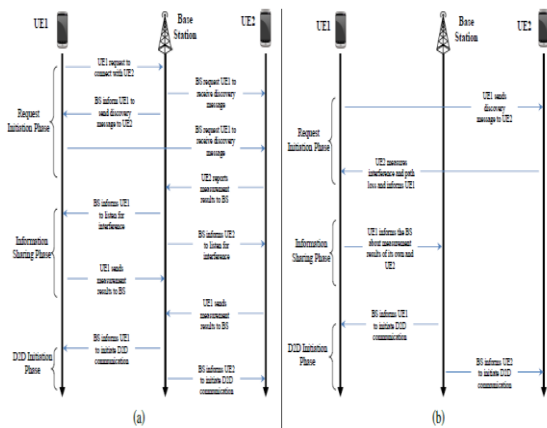 UE1
Base
Station
UE2
UE1 request to
connect with UE2
BS request UE1 to
receive discovery
message
BS inform UE1 to
send discovery
message to UE2
Request
Initiation Phase
BS request UE1 to
receive discovery
message
UE2 reports
measurement
results to BS
BS informs UE1
to listen for
interference
BS informs UE2
to listen for
interference
Information
Sharing Phase
UE1 sends
measurement
results to BS
UE1 sends
measurement
results to BS
BS informs UE1
to initiate D2D
communication
D2D Initiation
Phase
BS informs UE2
to initiate D2D
communication
(a)
UE1
Base
Station
UE2
UE1 sends
discovery
message to UE2
Request
Initiation Phase
UE2 measures
interference and path
loss and informs UE1
Information
Sharing Phase
UE1 informs the BS
about measurement
results of its own and
UE2
BS informs UE1
to initiate D2D
communication
D2D Initiation
Phase
BS informs UE2
to initiate D2D
communication
(b)